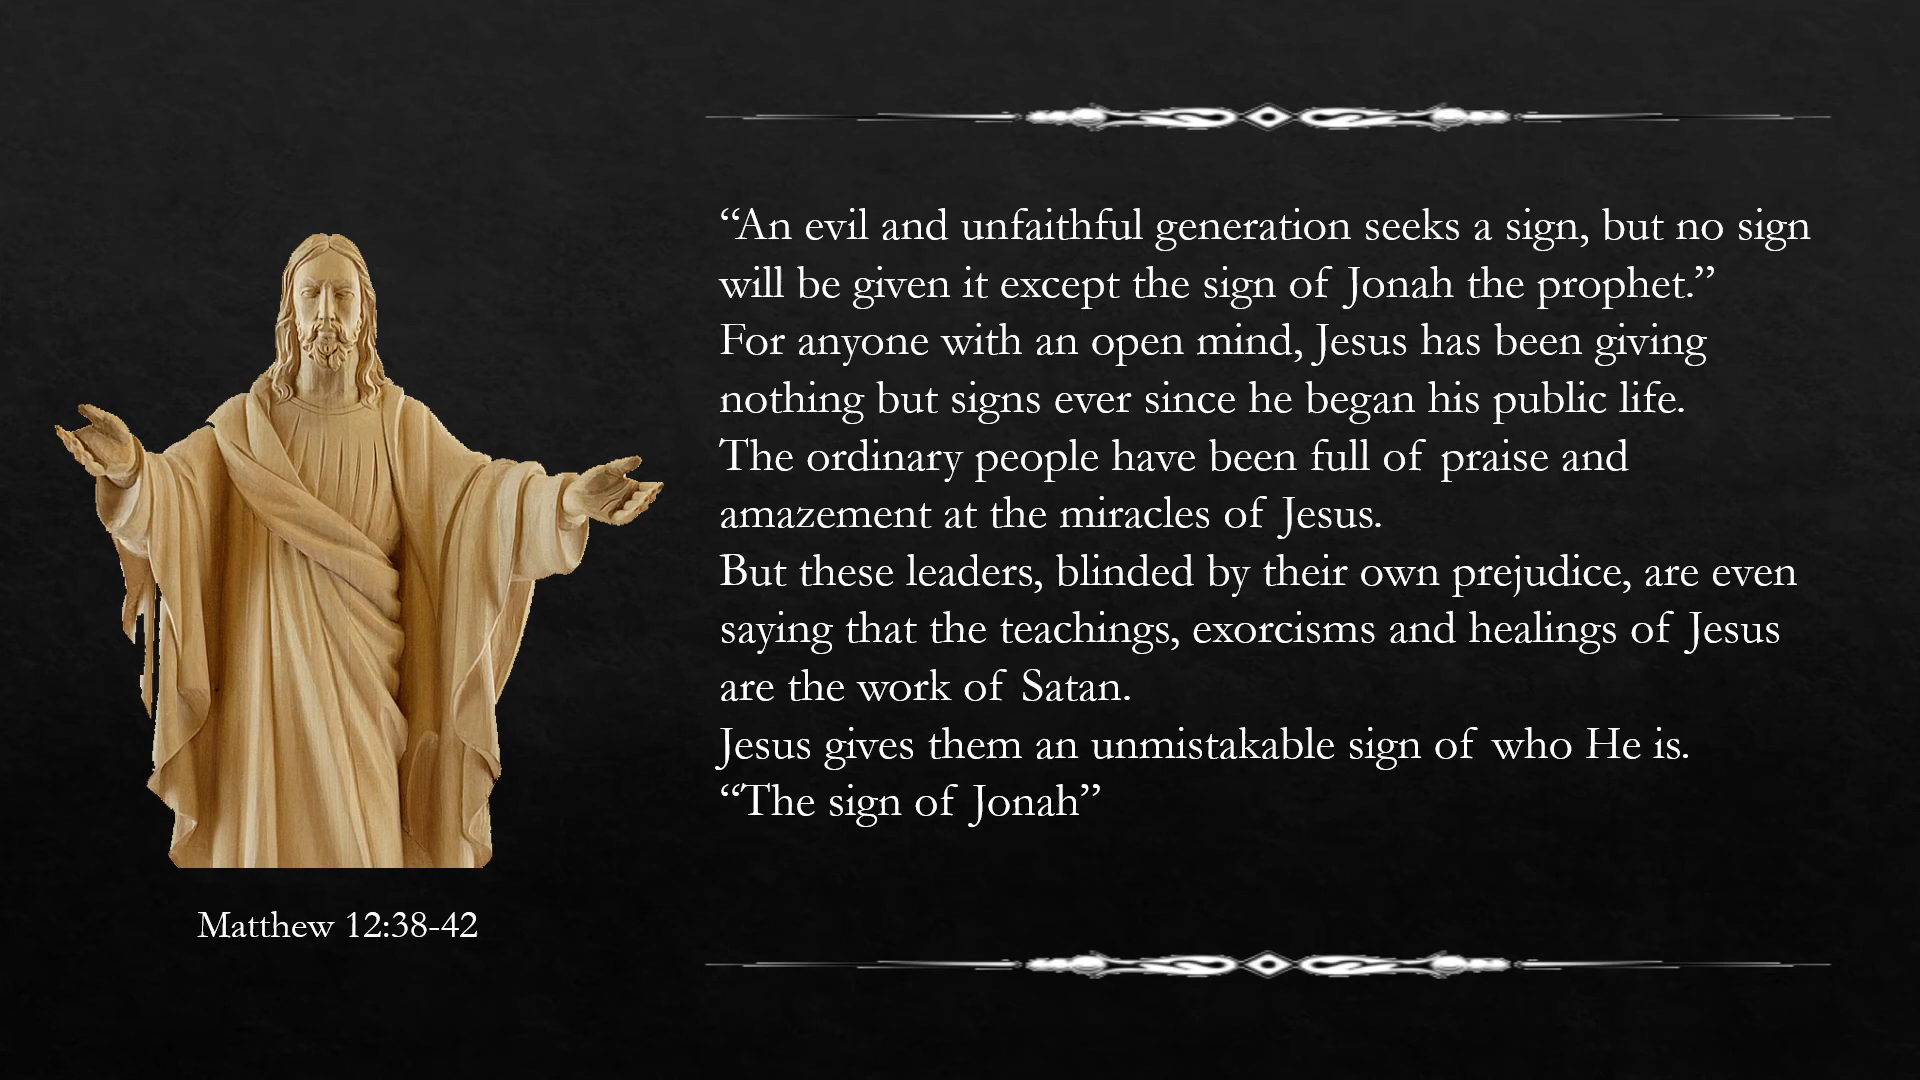 “An evil and unfaithful generation seeks a sign, but no sign
will be given it except the sign of Jonah the prophet.”
For anyone with an open mind, Jesus has been giving
nothing but signs ever since he began his public life.
The ordinary people have been full of praise and
amazement at the miracles of Jesus.
But these leaders, blinded by their own prejudice, are even
saying that the teachings, exorcisms and healings of Jesus
are the work of Satan.
Jesus gives them an unmistakable sign of who He is.
“The sign of Jonah”
Matthew 12:38-42